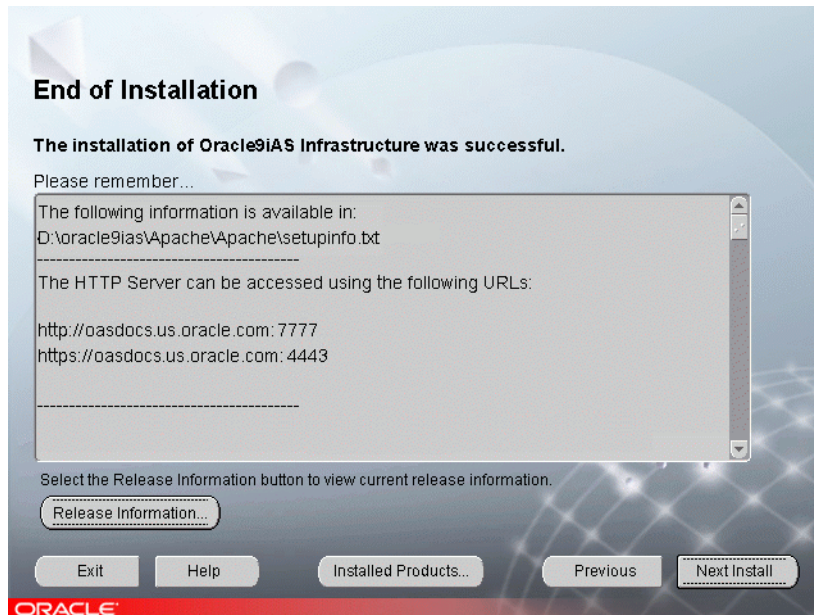 End of Installation
The installation of Oracle9iAS Infrastructure was successful.
Please remember...
The following information is available in:
D:\oracle9ias\Apache\Apache\setupinfo.txt
----------------------------------------
The HTTP Server can be accessed using the following URLs:
http://oasdocs.us.oracle.com:7777
https://oasdocs.us.oracle.com:4443
----------------------------------------
Select the Release Information button to view current release information.
Release Information...
Exit Help Installed Products... Previous Next Install
ORACLE